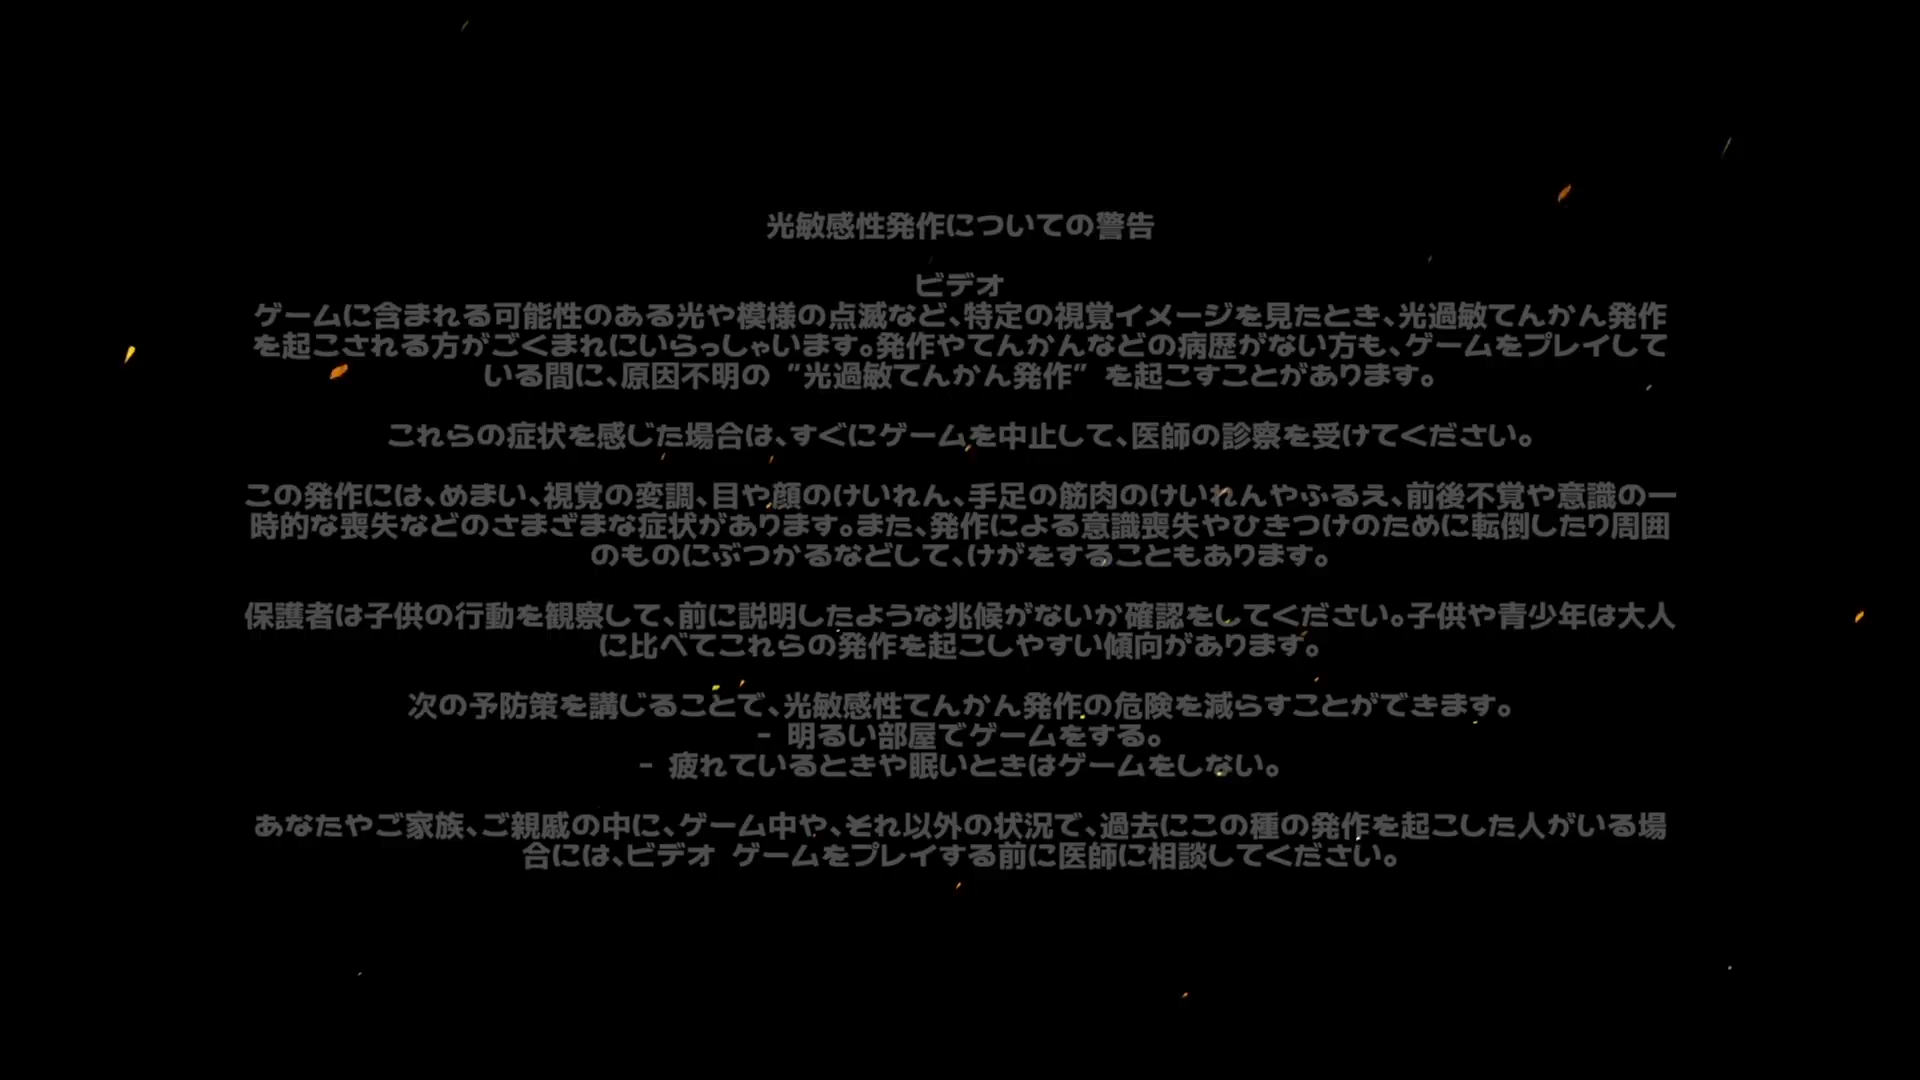 光敏感性発作についての警告
ビデオ
ゲームに含まれる可能性のある光や模様の点滅など、特定の視覚イメージを見たとき、光過敏てんかん発作
を起こされる方がごくまれにいらっしゃいます。発作やてんかんなどの病歴がない方も、ゲームをプレイして
いる間に、原因不明の "光過敏てんかん発作" を起こすことがあります。
これらの症状を感じた場合は、すぐにゲームを中止して、医師の診察を受けてください。
この発作には、めまい、視覚の変調、目や顔のけいれん、手足の筋肉のけいれんやふるえ、前後不覚や意識の一
時的な喪失などのさまざまな症状があります。また、発作による意識喪失やひきつけのために転倒したり周囲
のものにぶつかるなどして、けがをすることもあります。
保護者は子供の行動を観察して、前に説明したような兆候がないか確認をしてください。子供や青少年は大人
に比べてこれらの発作を起こしやすい傾向があります。
次の予防策を講じることで、光敏感性てんかん発作の危険を減らすことができます。
- 明るい部屋でゲームをする。
- 疲れているときや眠いときはゲームをしない。
あなたやご家族、ご親戚の中に、ゲーム中や、それ以外の状況で、過去にこの種の発作を起こした人がいる場
合には、ビデオ ゲームをプレイする前に医師に相談してください。